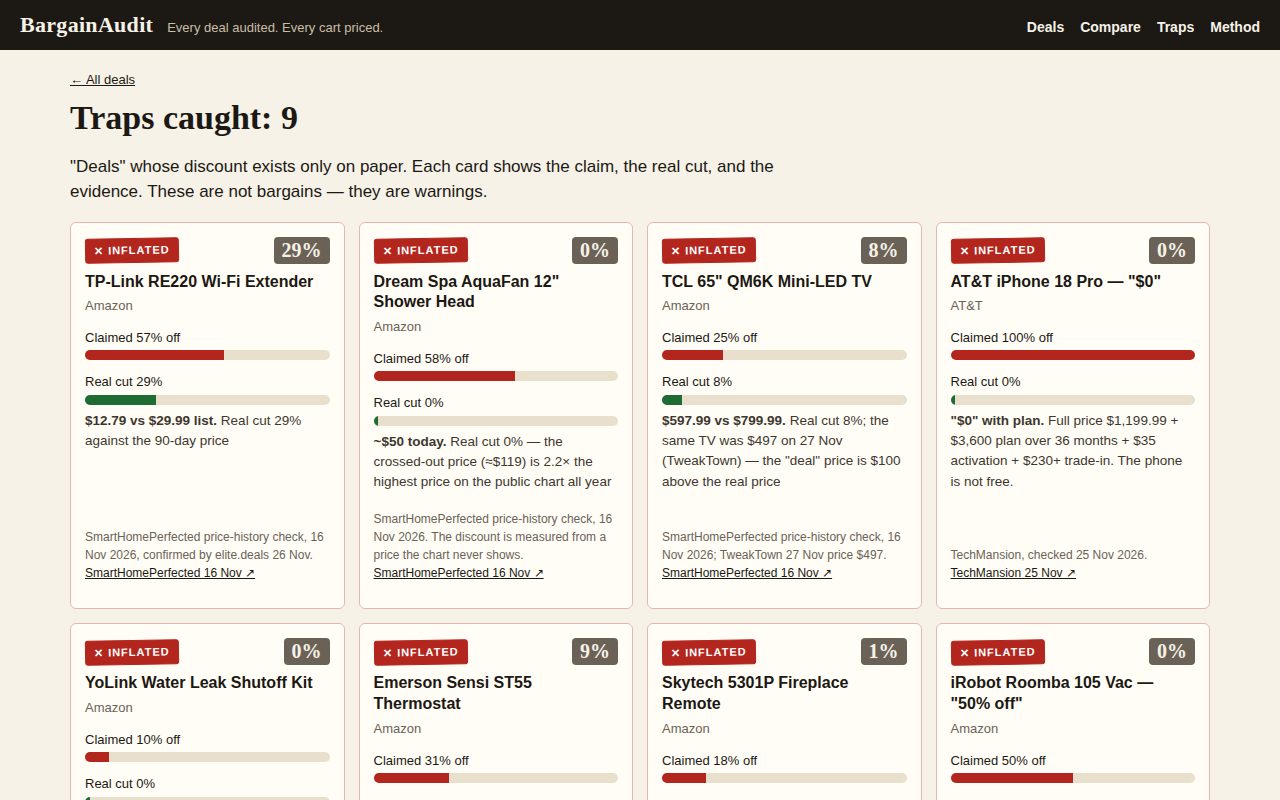 BargainAudit Every deal audited. Every cart priced. Deals Compare Traps Method
← All deals
Traps caught: 9
"Deals" whose discount exists only on paper. Each card shows the claim, the real cut, and the
evidence. These are not bargains — they are warnings.
✕ INFLATED 29%
TP-Link RE220 Wi-Fi Extender
Amazon
Claimed 57% off
Real cut 29%
$12.79 vs $29.99 list. Real cut 29%
against the 90-day price
SmartHomePerfected price-history check, 16
Nov 2026, confirmed by elite.deals 26 Nov.
SmartHomePerfected 16 Nov ↗
✕ INFLATED 0%
Dream Spa AquaFan 12"
Shower Head
Amazon
Claimed 58% off
Real cut 0%
~$50 today. Real cut 0% — the
crossed-out price (≈$119) is 2.2× the
highest price on the public chart all year
SmartHomePerfected price-history check, 16
Nov 2026. The discount is measured from a
price the chart never shows.
SmartHomePerfected 16 Nov ↗
✕ INFLATED 8%
TCL 65" QM6K Mini-LED TV
Amazon
Claimed 25% off
Real cut 8%
$597.99 vs $799.99. Real cut 8%; the
same TV was $497 on 27 Nov
(TweakTown) — the "deal" price is $100
above the real price
SmartHomePerfected price-history check, 16
Nov 2026; TweakTown 27 Nov price $497.
SmartHomePerfected 16 Nov ↗
✕ INFLATED 0%
AT&T iPhone 18 Pro — "$0"
AT&T
Claimed 100% off
Real cut 0%
"$0" with plan. Full price $1,199.99 +
$3,600 plan over 36 months + $35
activation + $230+ trade-in. The phone
is not free.
TechMansion, checked 25 Nov 2026.
TechMansion 25 Nov ↗
✕ INFLATED 0%
YoLink Water Leak Shutoff Kit
Amazon
Claimed 10% off
Real cut 0%
✕ INFLATED 9%
Emerson Sensi ST55
Thermostat
Amazon
Claimed 31% off
✕ INFLATED 1%
Skytech 5301P Fireplace
Remote
Amazon
Claimed 18% off
✕ INFLATED 0%
iRobot Roomba 105 Vac —
"50% off"
Amazon
Claimed 50% off